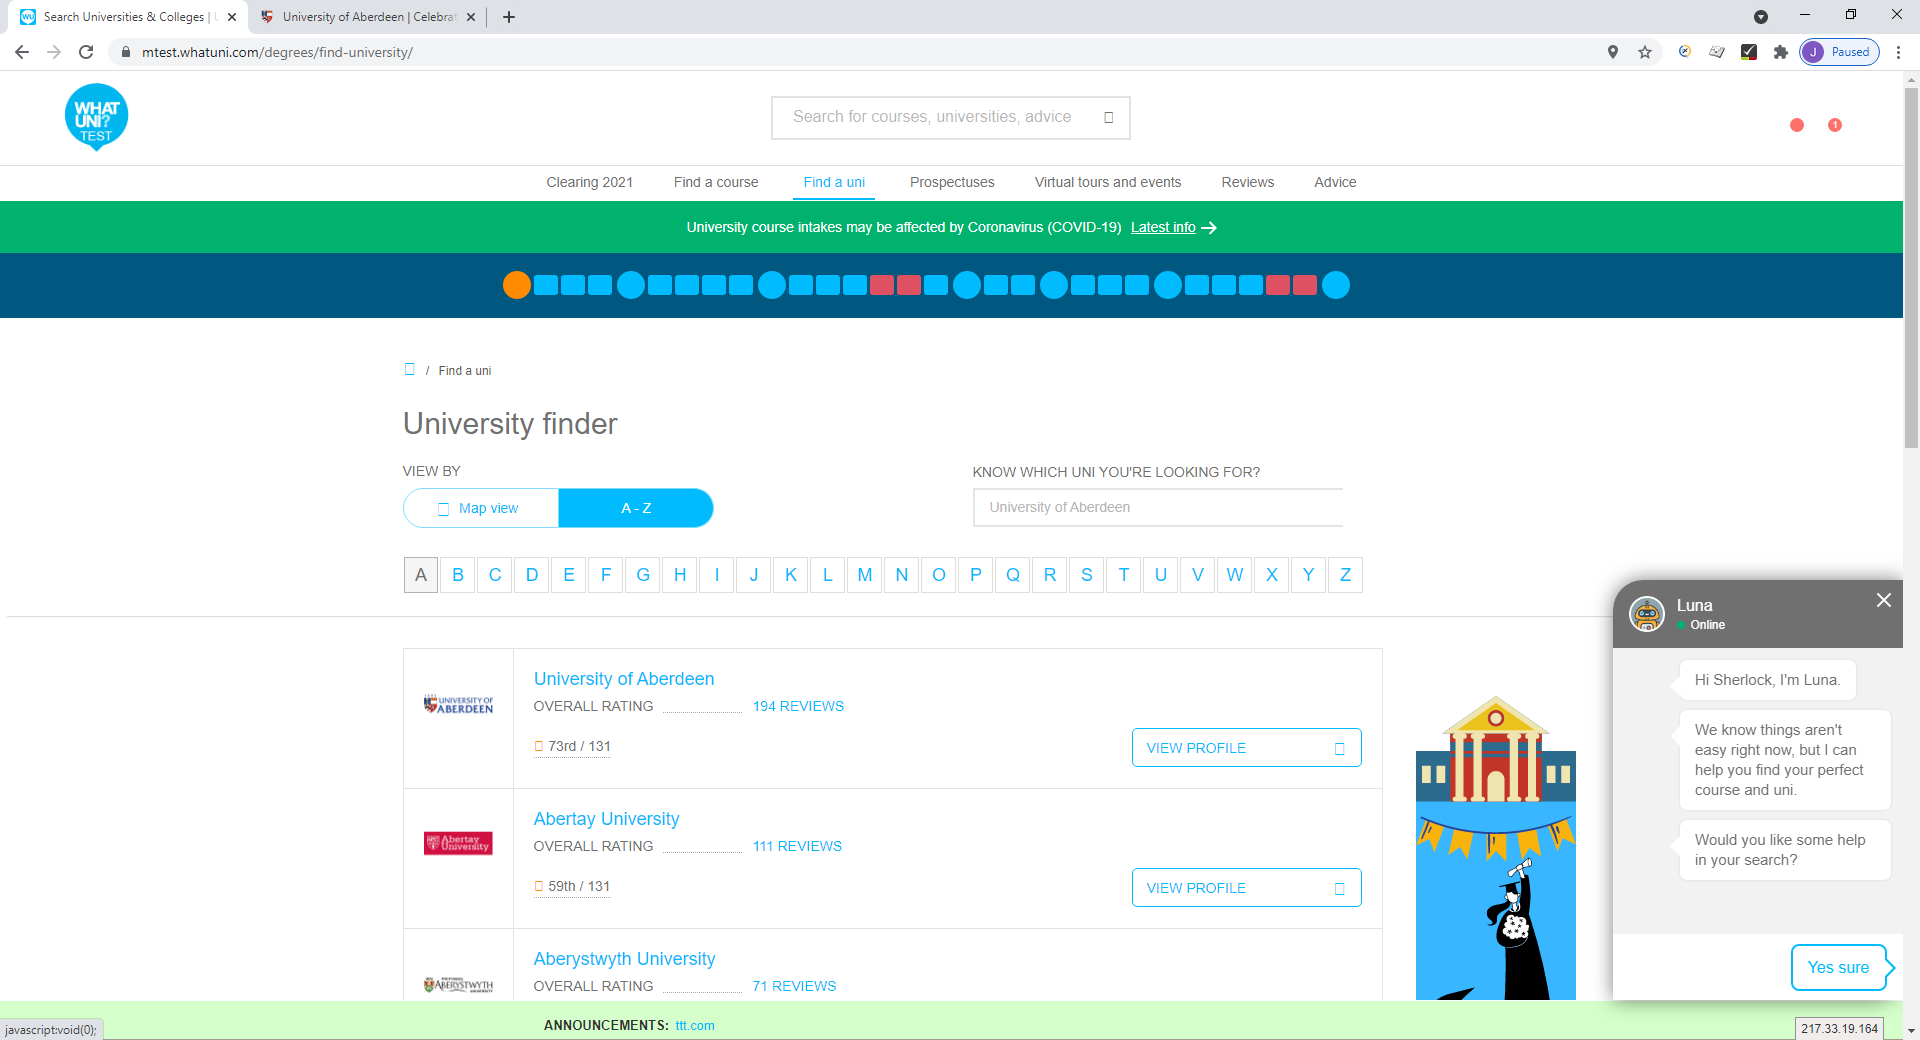 Search Universities & Colleges | U
University of Aberdeen | Celebrat
mtest.whatuni.com/degrees/find-university/
J Paused
WHAT
UNI?
TEST
Search for courses, universities, advice
1
Clearing 2021 Find a course Find a uni Prospectuses Virtual tours and events Reviews Advice
University course intakes may be affected by Coronavirus (COVID-19) Latest info
/ Find a uni
University finder
VIEW BY
KNOW WHICH UNI YOU'RE LOOKING FOR?
Map view
A - Z
University of Aberdeen
A B C D E F G H I J K L M N O P Q R S T U V W X Y Z
UNIVERSITY OF
ABERDEEN
University of Aberdeen
OVERALL RATING 194 REVIEWS
73rd / 131
VIEW PROFILE
Abertay
University
Abertay University
OVERALL RATING 111 REVIEWS
59th / 131
VIEW PROFILE
ABERYSTWYTH
Aberystwyth University
OVERALL RATING 71 REVIEWS
Luna
Online
Hi Sherlock, I'm Luna.
We know things aren't
easy right now, but I can
help you find your perfect
course and uni.
Would you like some help
in your search?
Yes sure
ANNOUNCEMENTS: ttt.com
javascript:void(0);
217.33.19.164